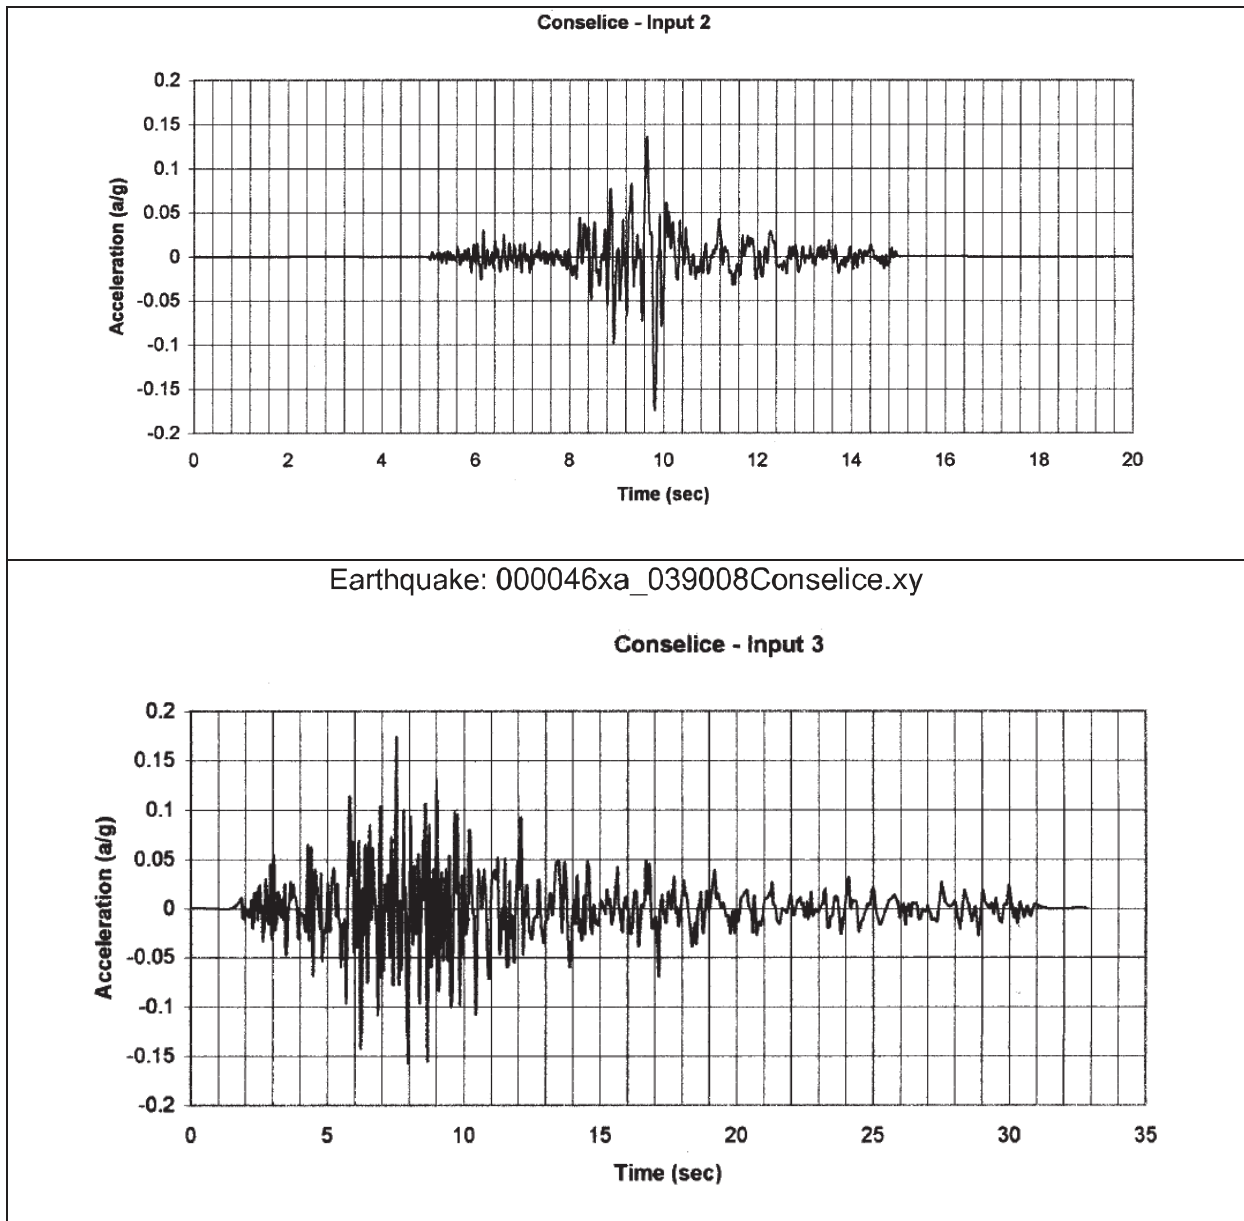 Conselice - Input 2
0.2
0.15
0.1
0.05
0
-0.05
-0.1
-0.15
-0.2
Acceleration (a/g)
0 2 4 6 8 10 12 14 16 18 20
Time (sec)
Earthquake: 000046xa_039008Conselice.xy
Conselice - Input 3
0.2
0.15
0.1
0.05
0
-0.05
-0.1
-0.15
-0.2
Acceleration (a/g)
0 5 10 15 20 25 30 35
Time (sec)